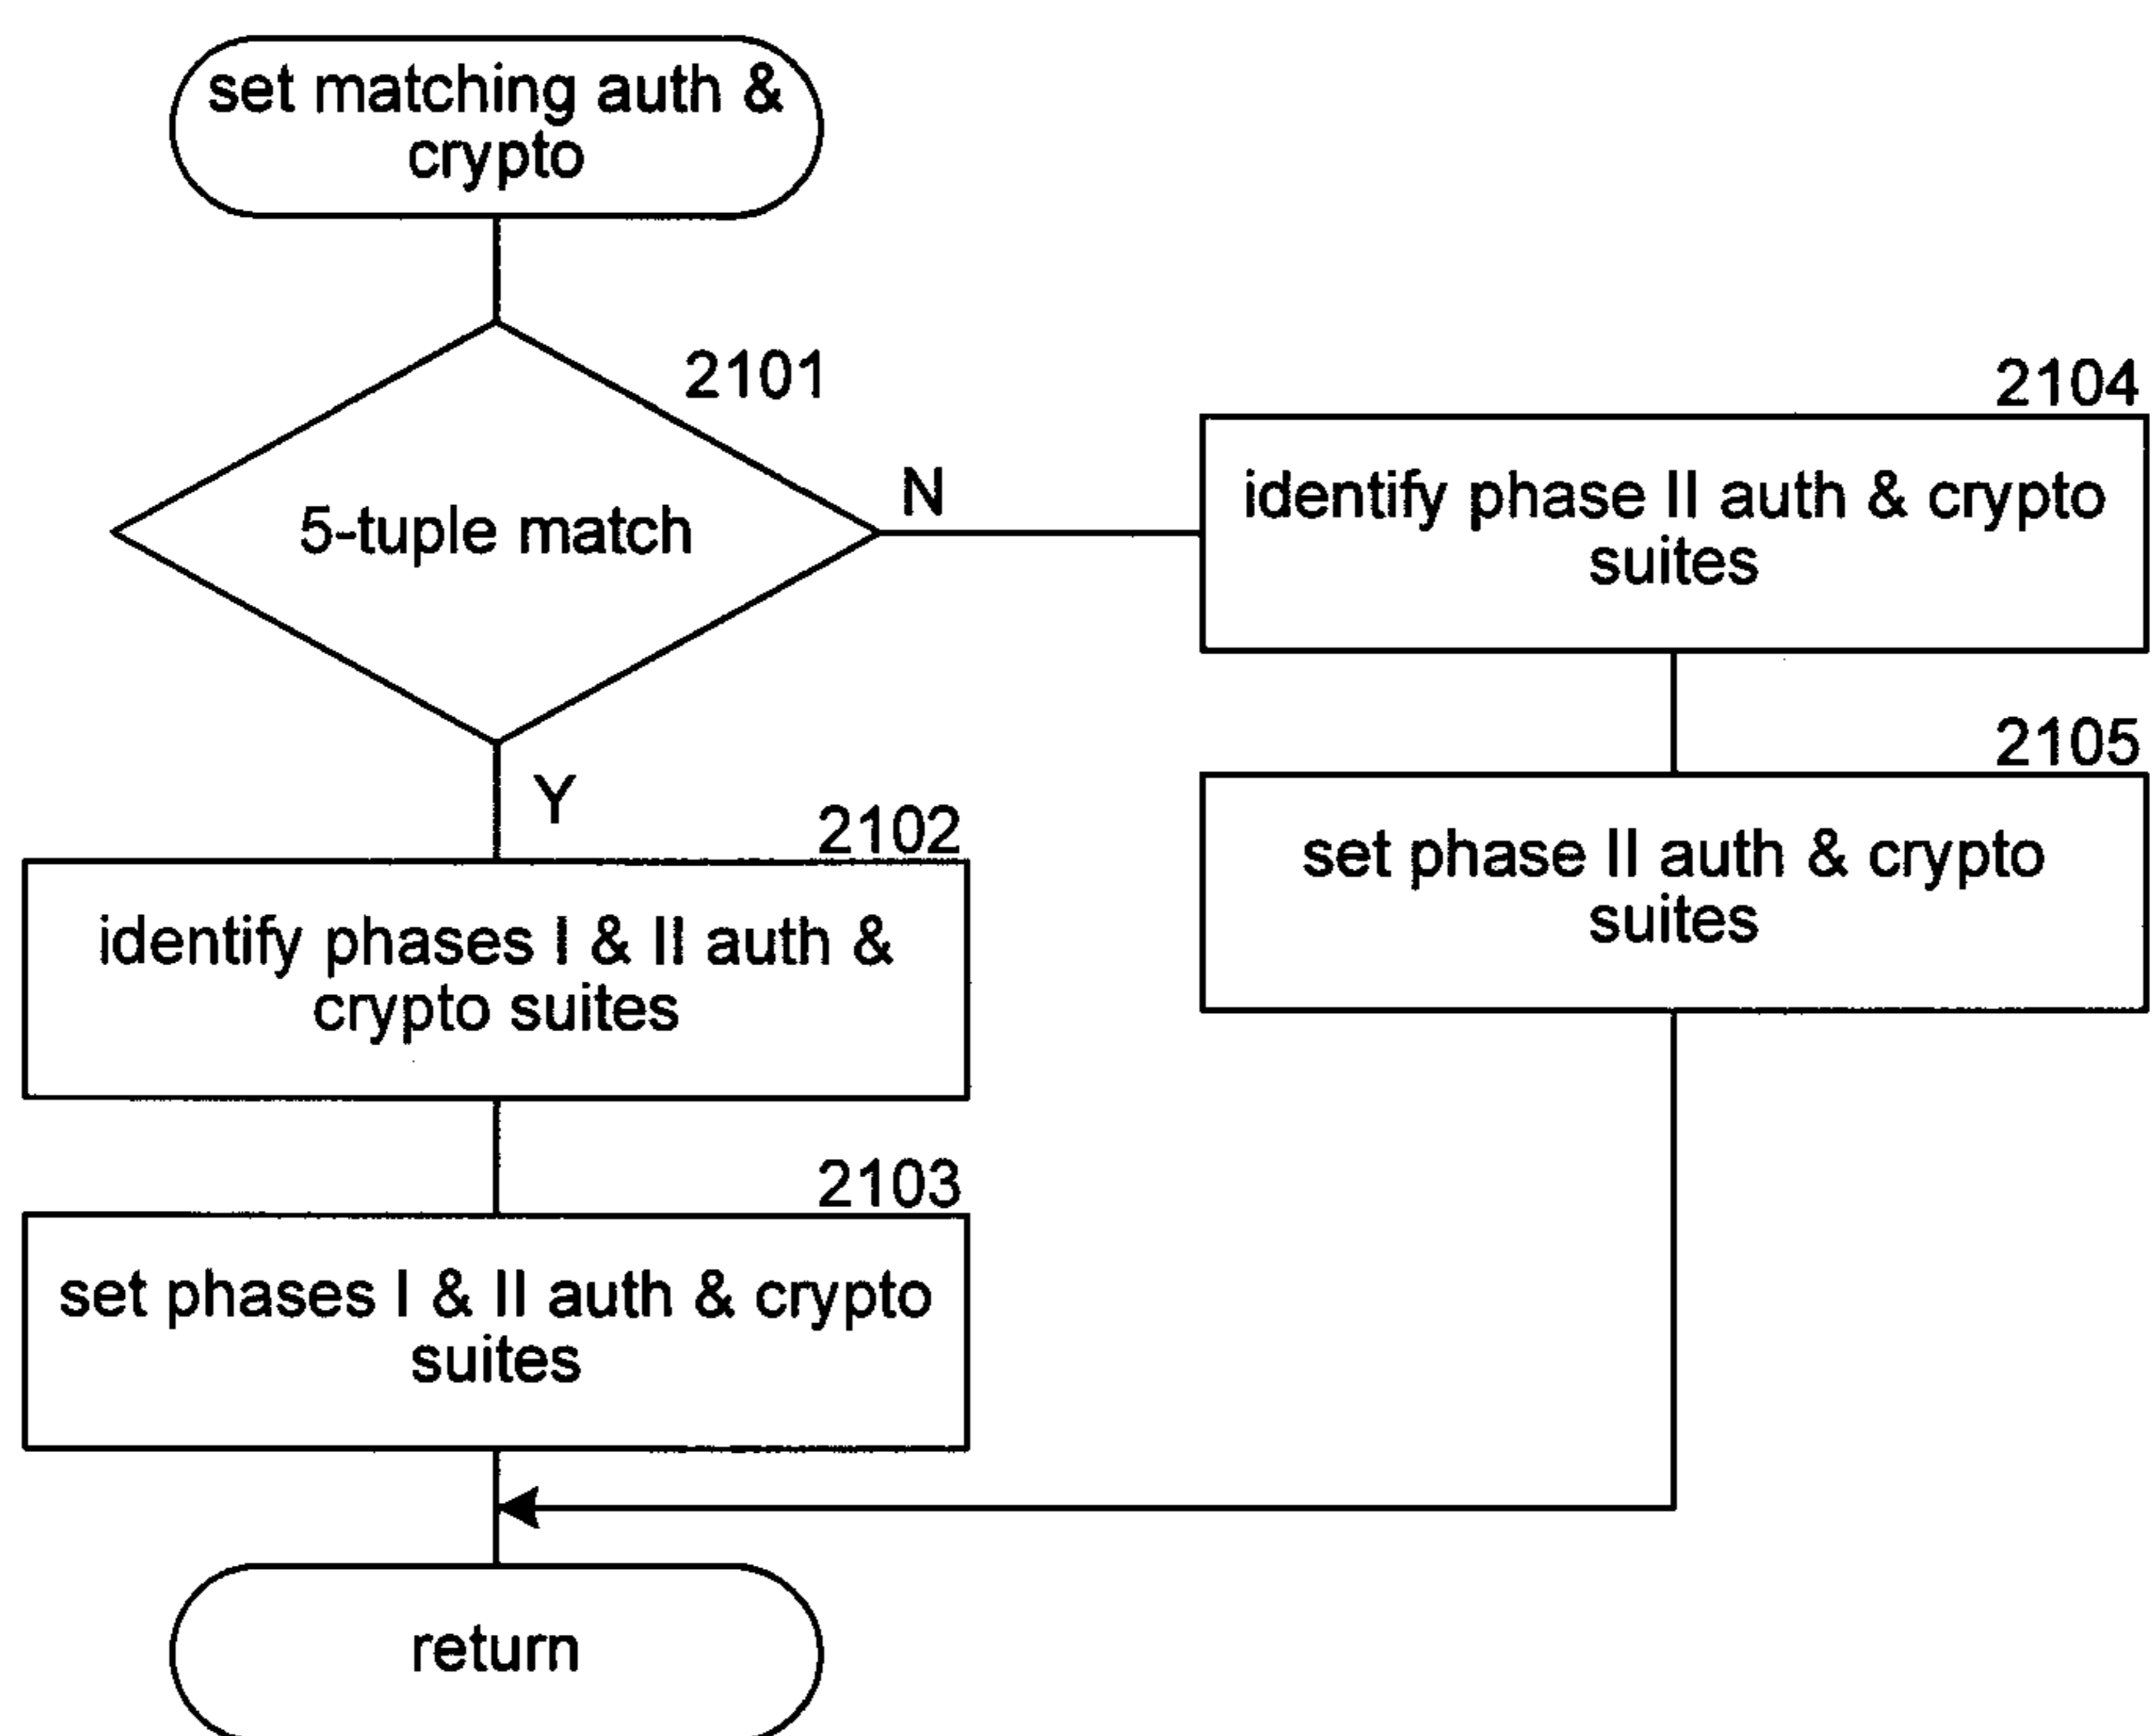 set matching auth &
crypto
2101
5-tuple match
N
Y
2102
identify phases I & II auth &
crypto suites
2103
set phases I & II auth & crypto
suites
2104
identify phase II auth & crypto
suites
2105
set phase II auth & crypto
suites
return